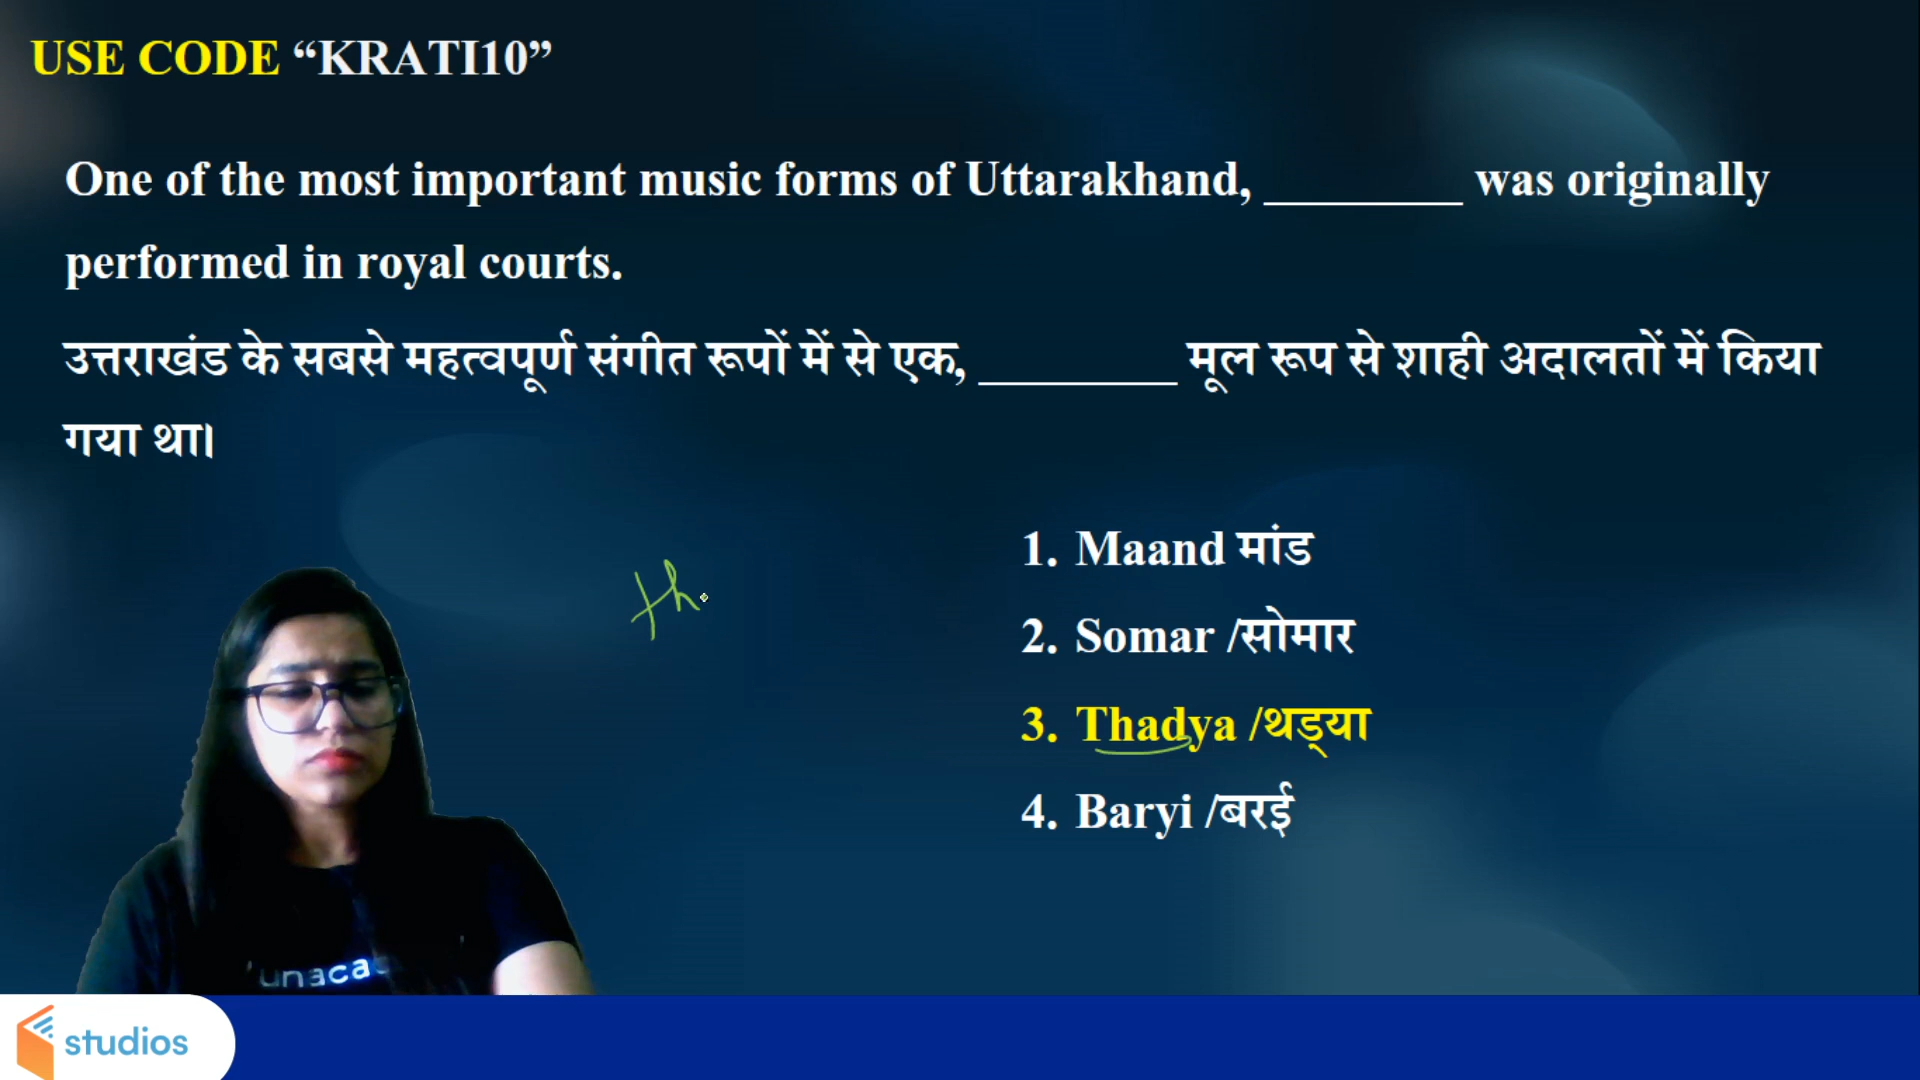 USE CODE “KRATI10”
One of the most important music forms of Uttarakhand, ________ was originally
performed in royal courts.
उत्तराखंड के सबसे महत्वपूर्ण संगीत रूपों में से एक, ________ मूल रूप से शाही अदालतों में किया
गया था।
th
1. Maand मांड
2. Somar /सोमार
3. Thadya /थड्या
4. Baryi /बरई
unaca
studios